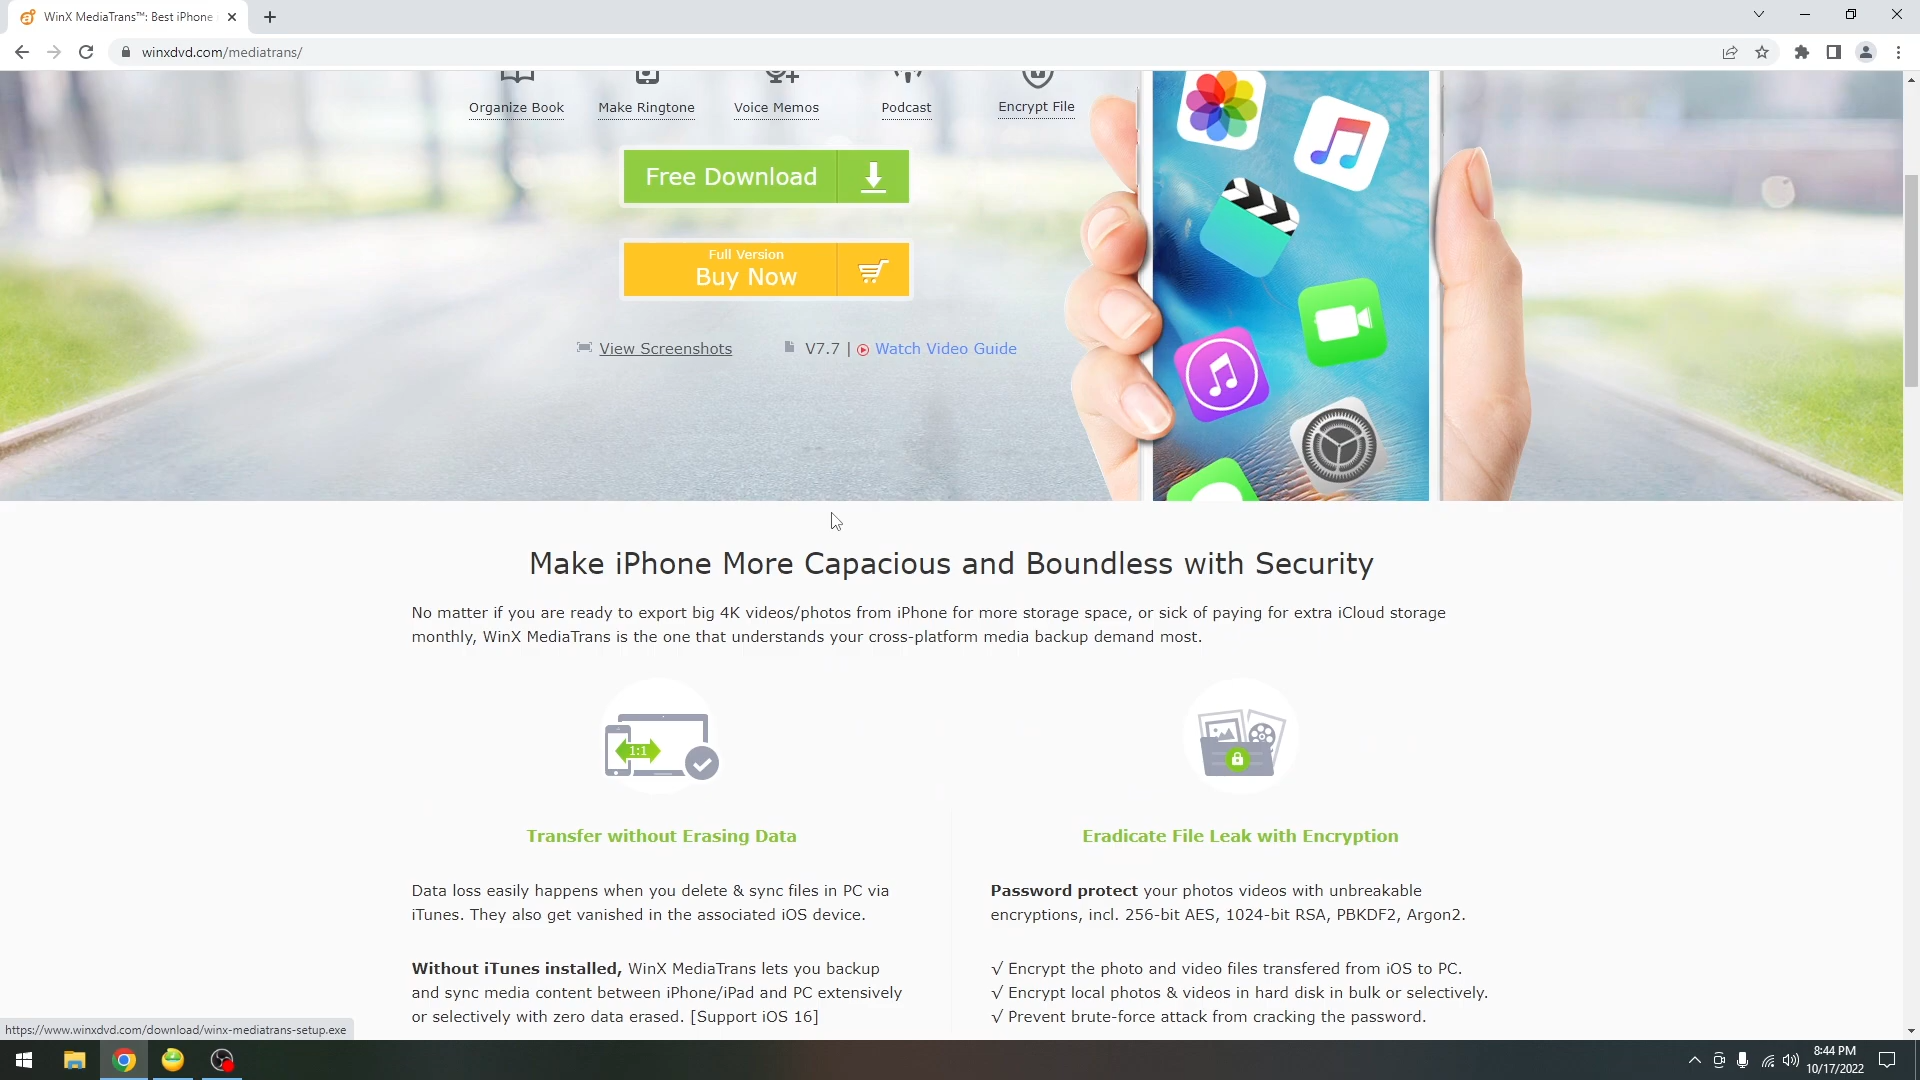 WinX MediaTrans™: Best iPhone
winxdvd.com/mediatrans/
Organize Book
Make Ringtone
Voice Memos
Podcast
Encrypt File
Free Download
Full Version
Buy Now
View Screenshots
V7.7 |
Watch Video Guide
Make iPhone More Capacious and Boundless with Security
No matter if you are ready to export big 4K videos/photos from iPhone for more storage space, or sick of paying for extra iCloud storage
monthly, WinX MediaTrans is the one that understands your cross-platform media backup demand most.
1:1
Transfer without Erasing Data
Data loss easily happens when you delete & sync files in PC via
iTunes. They also get vanished in the associated iOS device.
Without iTunes installed, WinX MediaTrans lets you backup
and sync media content between iPhone/iPad and PC extensively
or selectively with zero data erased. [Support iOS 16]
Eradicate File Leak with Encryption
Password protect your photos videos with unbreakable
encryptions, incl. 256-bit AES, 1024-bit RSA, PBKDF2, Argon2.
√ Encrypt the photo and video files transfered from iOS to PC.
√ Encrypt local photos & videos in hard disk in bulk or selectively.
√ Prevent brute-force attack from cracking the password.
https://www.winxdvd.com/download/winx-mediatrans-setup.exe
8:44 PM
10/17/2022